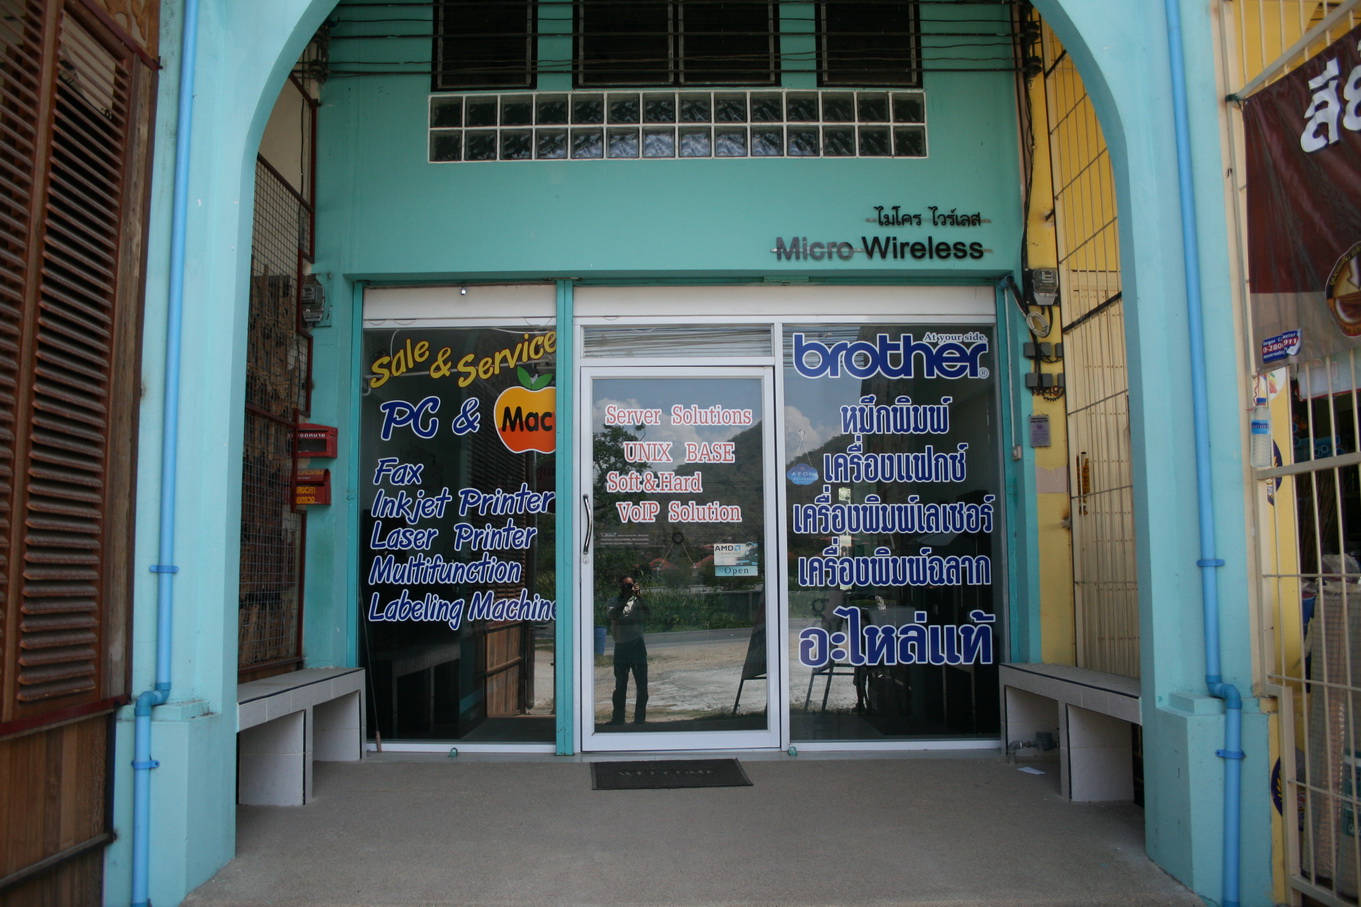 ไมโคร ไวร์เลส
Micro Wireless
Sale & Service
PC & Mac
Fax
Inkjet Printer
Laser Printer
Multifunction
Labeling Machine
Server Solutions
UNIX BASE
Soft & Hard
VoIP Solution
AMD
Open
At your side
brother®
หมึกพิมพ์
เครื่องแฟกซ์
เครื่องพิมพ์เลเซอร์
เครื่องพิมพ์ฉลาก
อะไหล่แท้
WELCOME